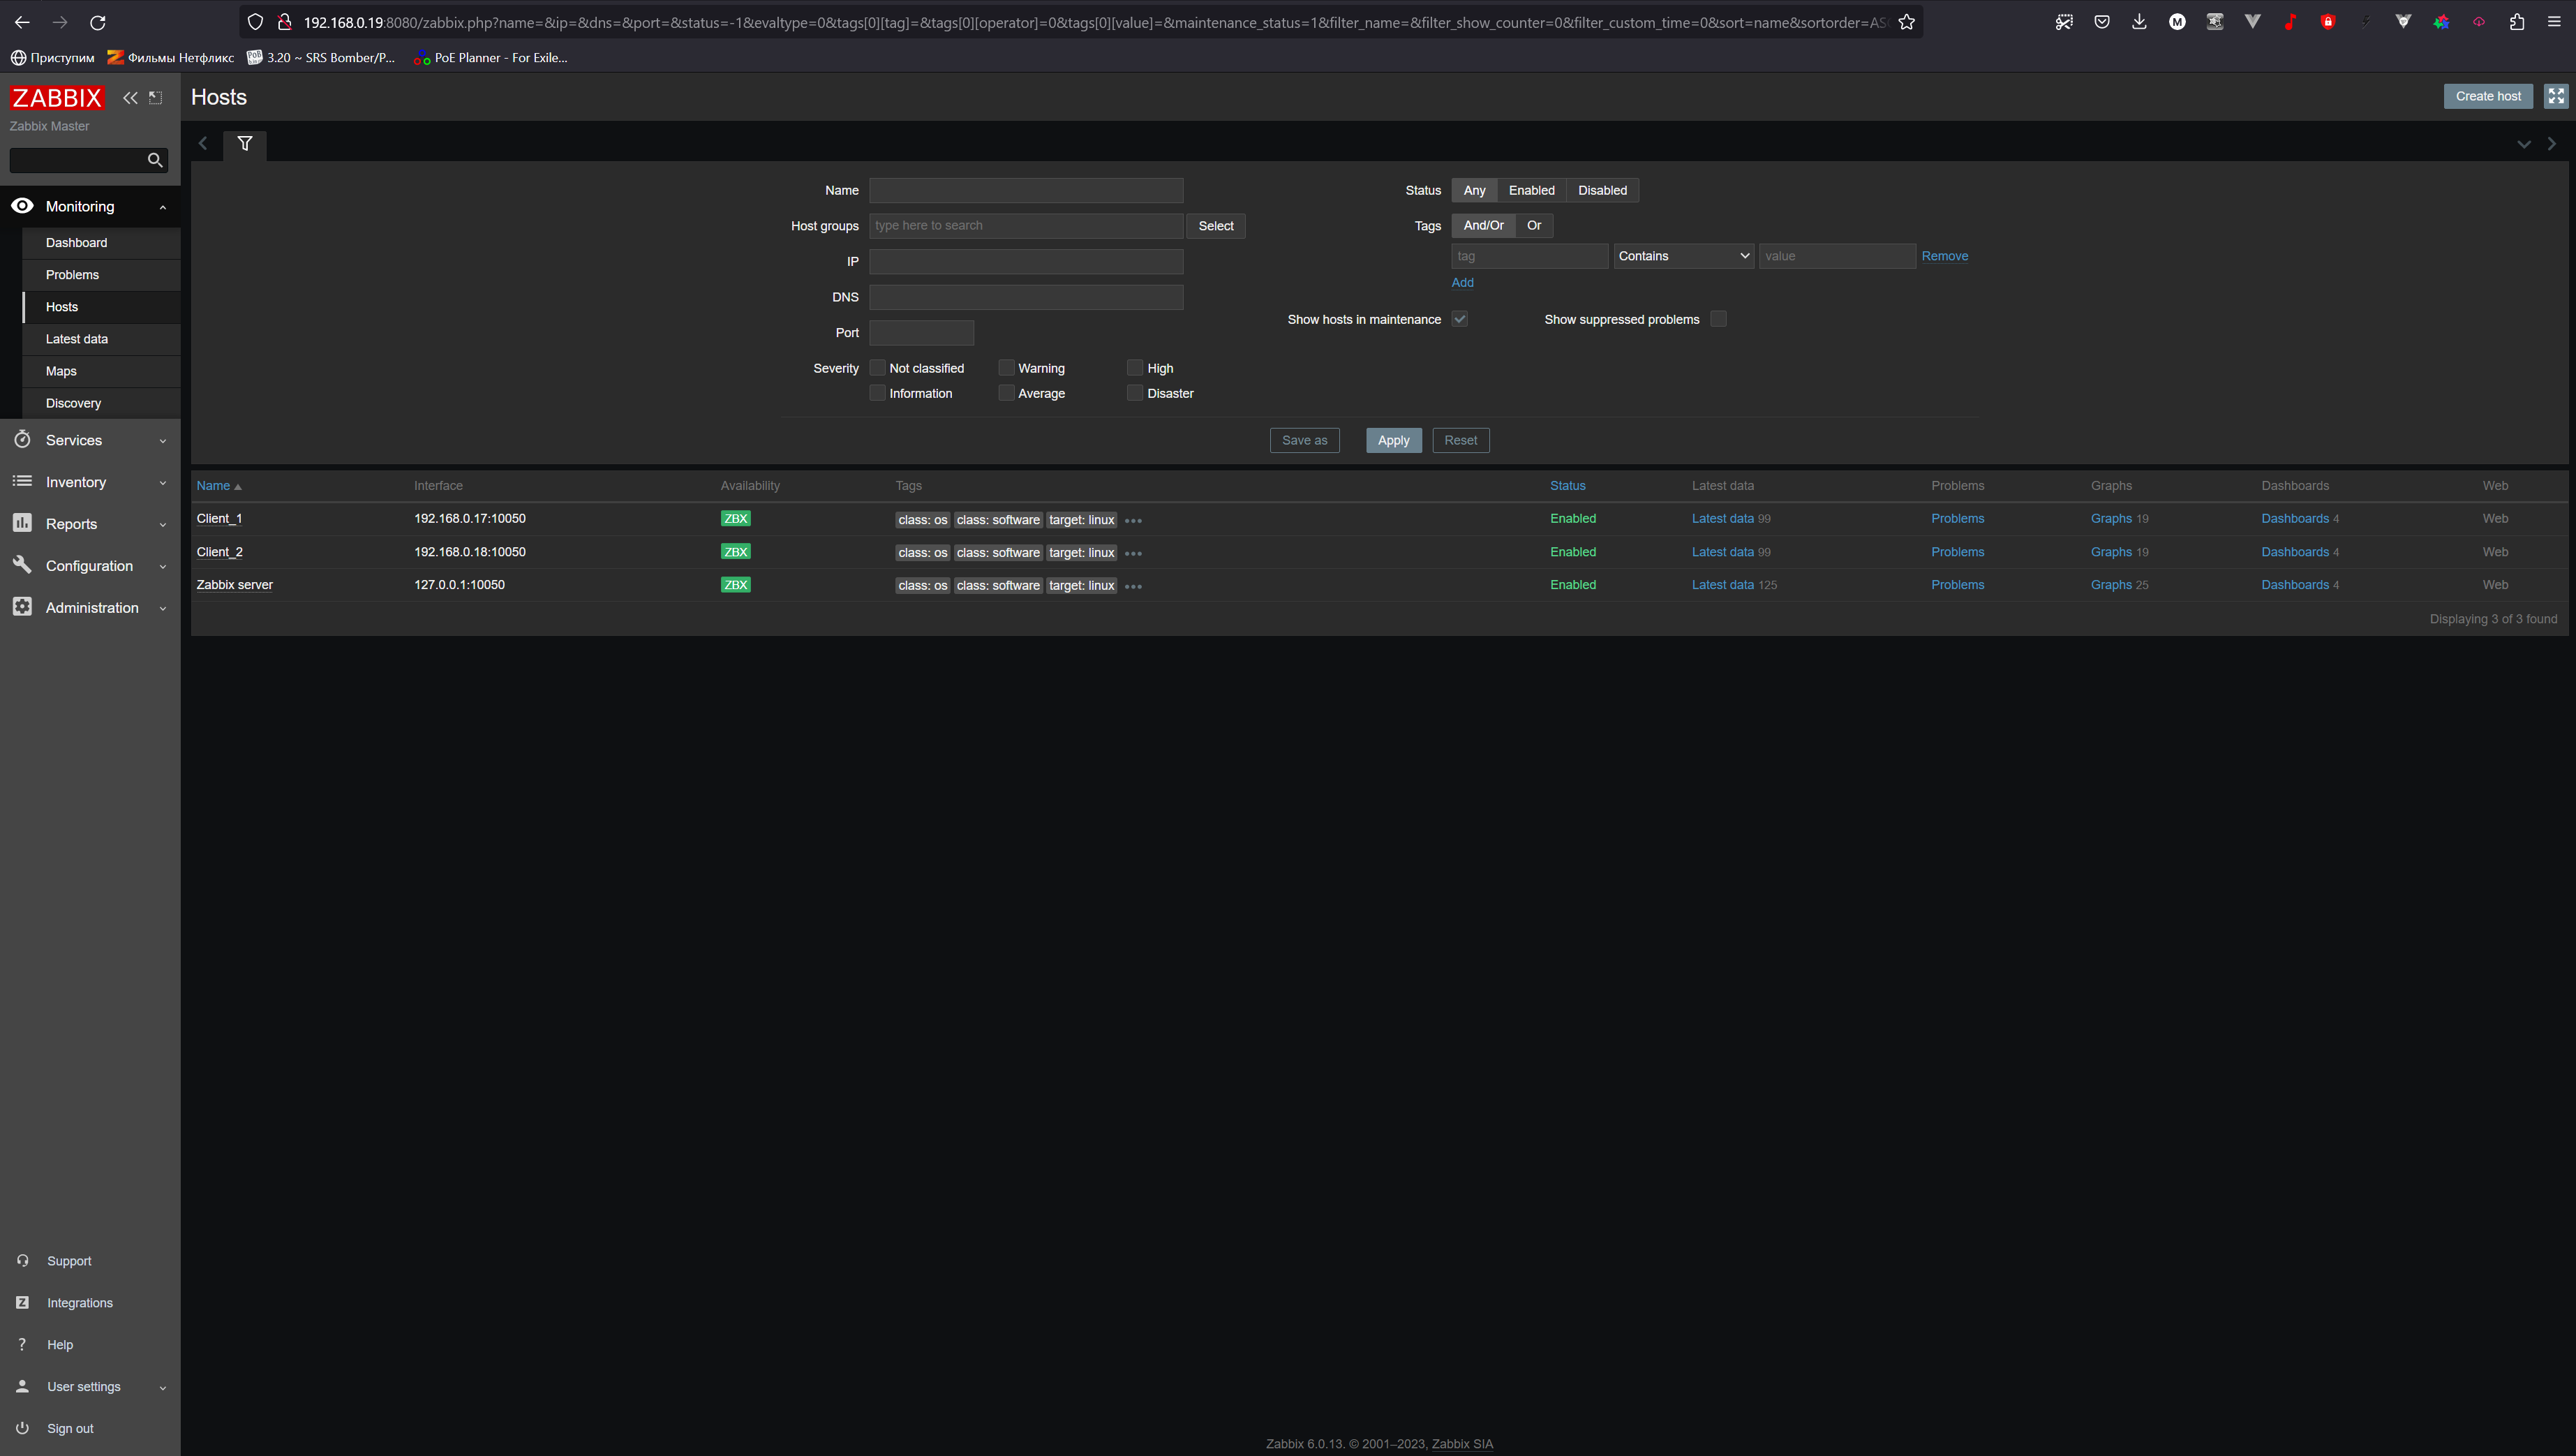 192.168.0.19:8080/zabbix.php?name=&ip=&dns=&port=&status=-1&evaltype=0&tags[0][tag]=&tags[0][operator]=0&tags[0][value]=&maintenance_status=1&filter_name=&filter_show_counter=0&filter_custom_time=0&sort=name&sortorder=AS
Приступим Фильмы Нетфликс 3.20 ~ SRS Bomber/P... PoE Planner - For Exile...
ZABBIX
Zabbix Master
Monitoring
Dashboard
Problems
Hosts
Latest data
Maps
Discovery
Services
Inventory
Reports
Configuration
Administration
Support
Integrations
Help
User settings
Sign out
Hosts Create host
Name
Host groups type here to search Select
IP
DNS
Port
Severity Not classified Warning High
Information Average Disaster
Status Any Enabled Disabled
Tags And/Or Or
tag Contains value Remove
Add
Show hosts in maintenance Show suppressed problems
Save as Apply Reset
Name Interface Availability Tags Status Latest data Problems Graphs Dashboards Web
Client_1 192.168.0.17:10050 ZBX class: os class: software target: linux Enabled Latest data 99 Problems Graphs 19 Dashboards 4 Web
Client_2 192.168.0.18:10050 ZBX class: os class: software target: linux Enabled Latest data 99 Problems Graphs 19 Dashboards 4 Web
Zabbix server 127.0.0.1:10050 ZBX class: os class: software target: linux Enabled Latest data 125 Problems Graphs 25 Dashboards 4 Web
Displaying 3 of 3 found
Zabbix 6.0.13. © 2001–2023, Zabbix SIA